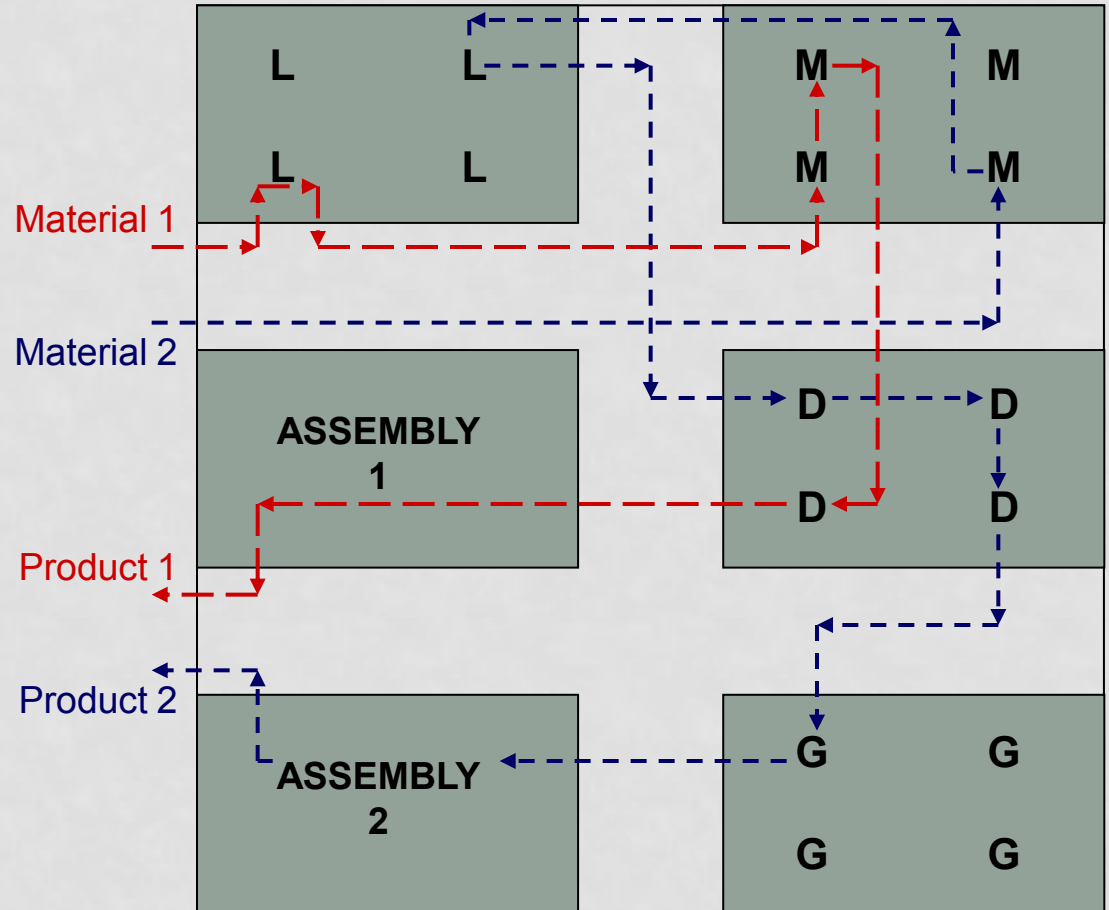 L L M M
L L M M
Material 1
Material 2
ASSEMBLY
1
D D
D D
Product 1
Product 2
ASSEMBLY
2
G G
G G